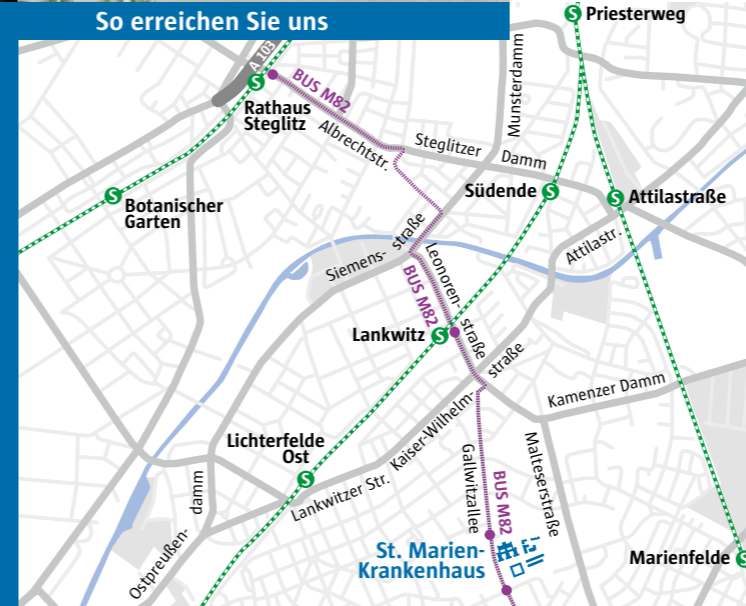 So erreichen Sie uns
S Priesterweg
A 103
S
BUS M82
Rathaus
Steglitz
Munsterdamm
Albrechtstr.
Steglitzer Damm
S
Botanischer
Garten
Südende S
S Attilastraße
Siemens-straße
Attilastr.
BUS M82
Leonoren-straße
Lankwitz S
Kaiser-Wilhelm-straße
Kamenzer Damm
Lichterfelde
Ost
S
Lankwitzer Str.
Malteserstraße
Gallwitzallee
BUS M82
Ostpreußen-damm
St. Marien-
Krankenhaus
Marienfelde S